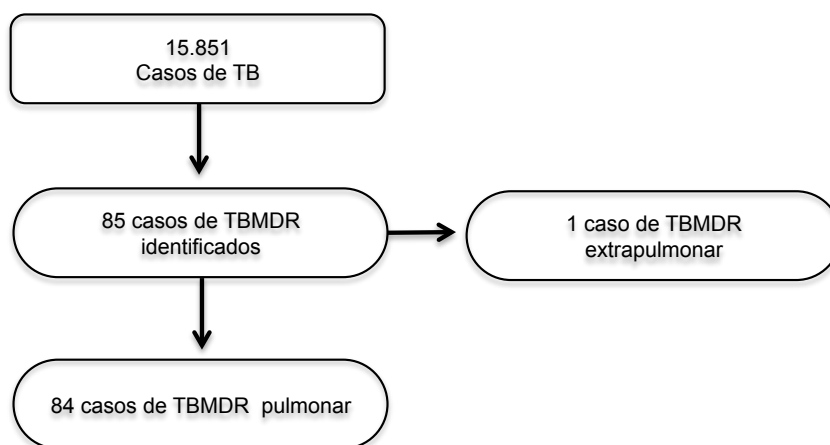 15.851
Casos de TB
85 casos de TBMDR
identificados
1 caso de TBMDR
extrapulmonar
84 casos de TBMDR pulmonar